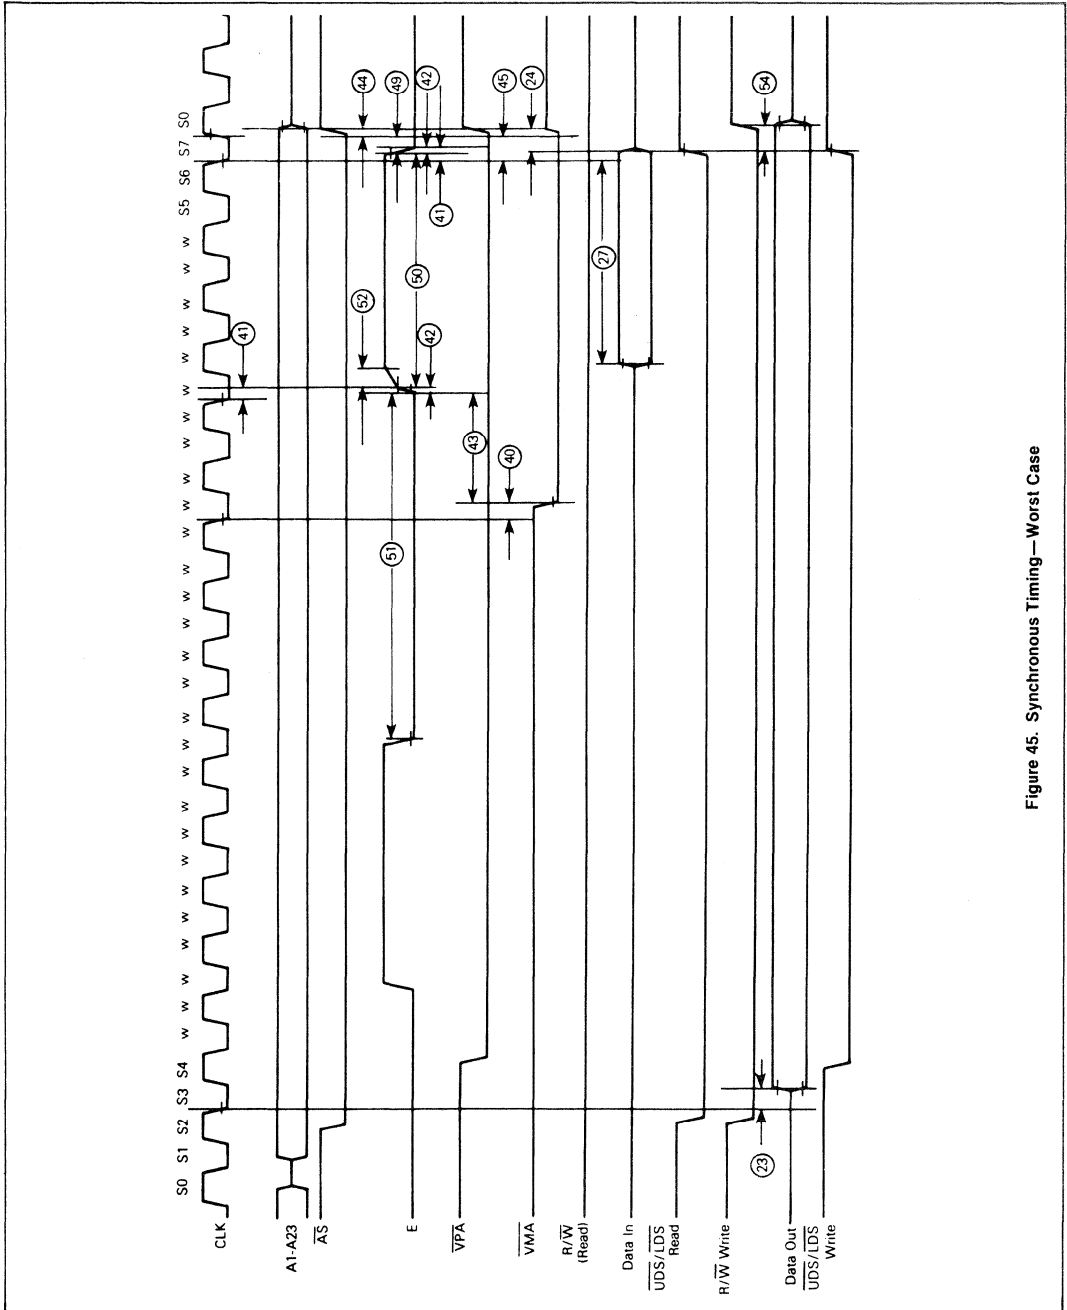 S0 S1 S2 S3 S4 w w w w w w w w w w w w w w w w w w w w w w w w w w w w S5 S6 S7 S0
CLK
41
A1-A23
AS
52 44
51 49
E
50 42
42 41
VPA
43
40 45
VMA
24
R/W
(Read)
27
Data In
UDS/LDS
Read
R/W Write
23 54
Data Out
UDS/LDS
Write
Figure 45. Synchronous Timing—Worst Case